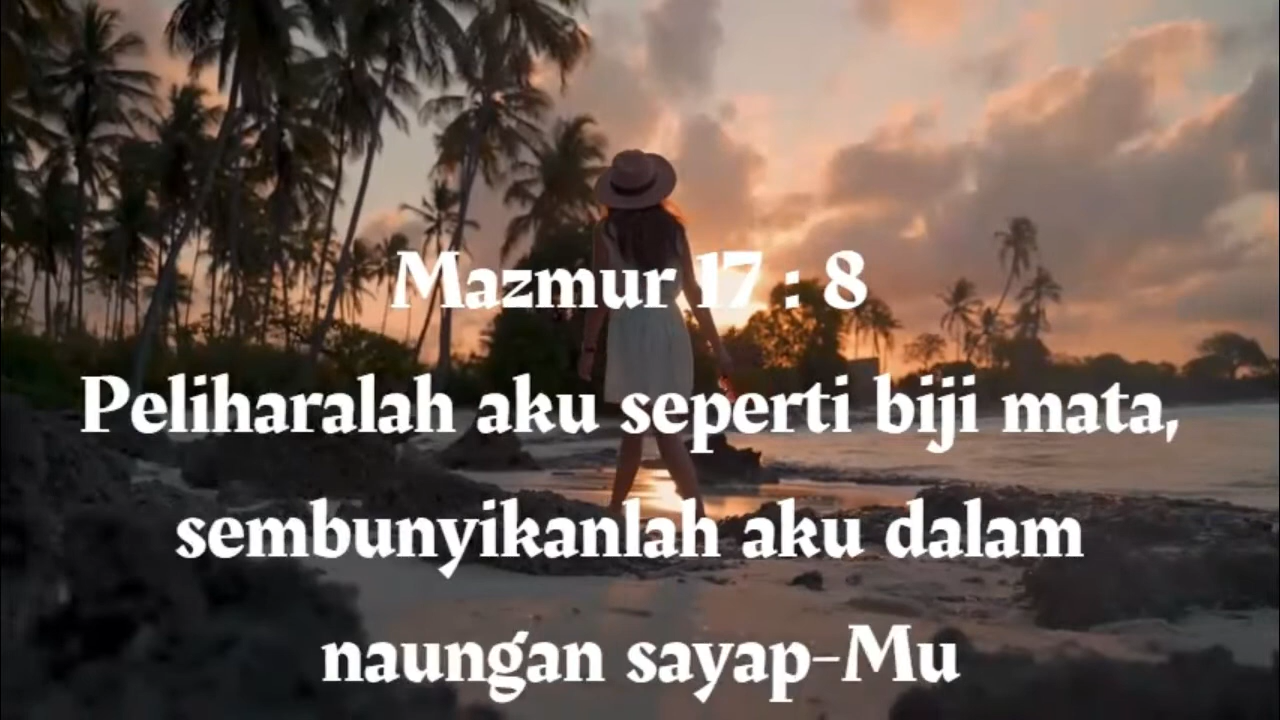 Mazmur 17 : 8
Peliharalah aku seperti biji mata,
sembunyikanlah aku dalam
naungan sayap-Mu